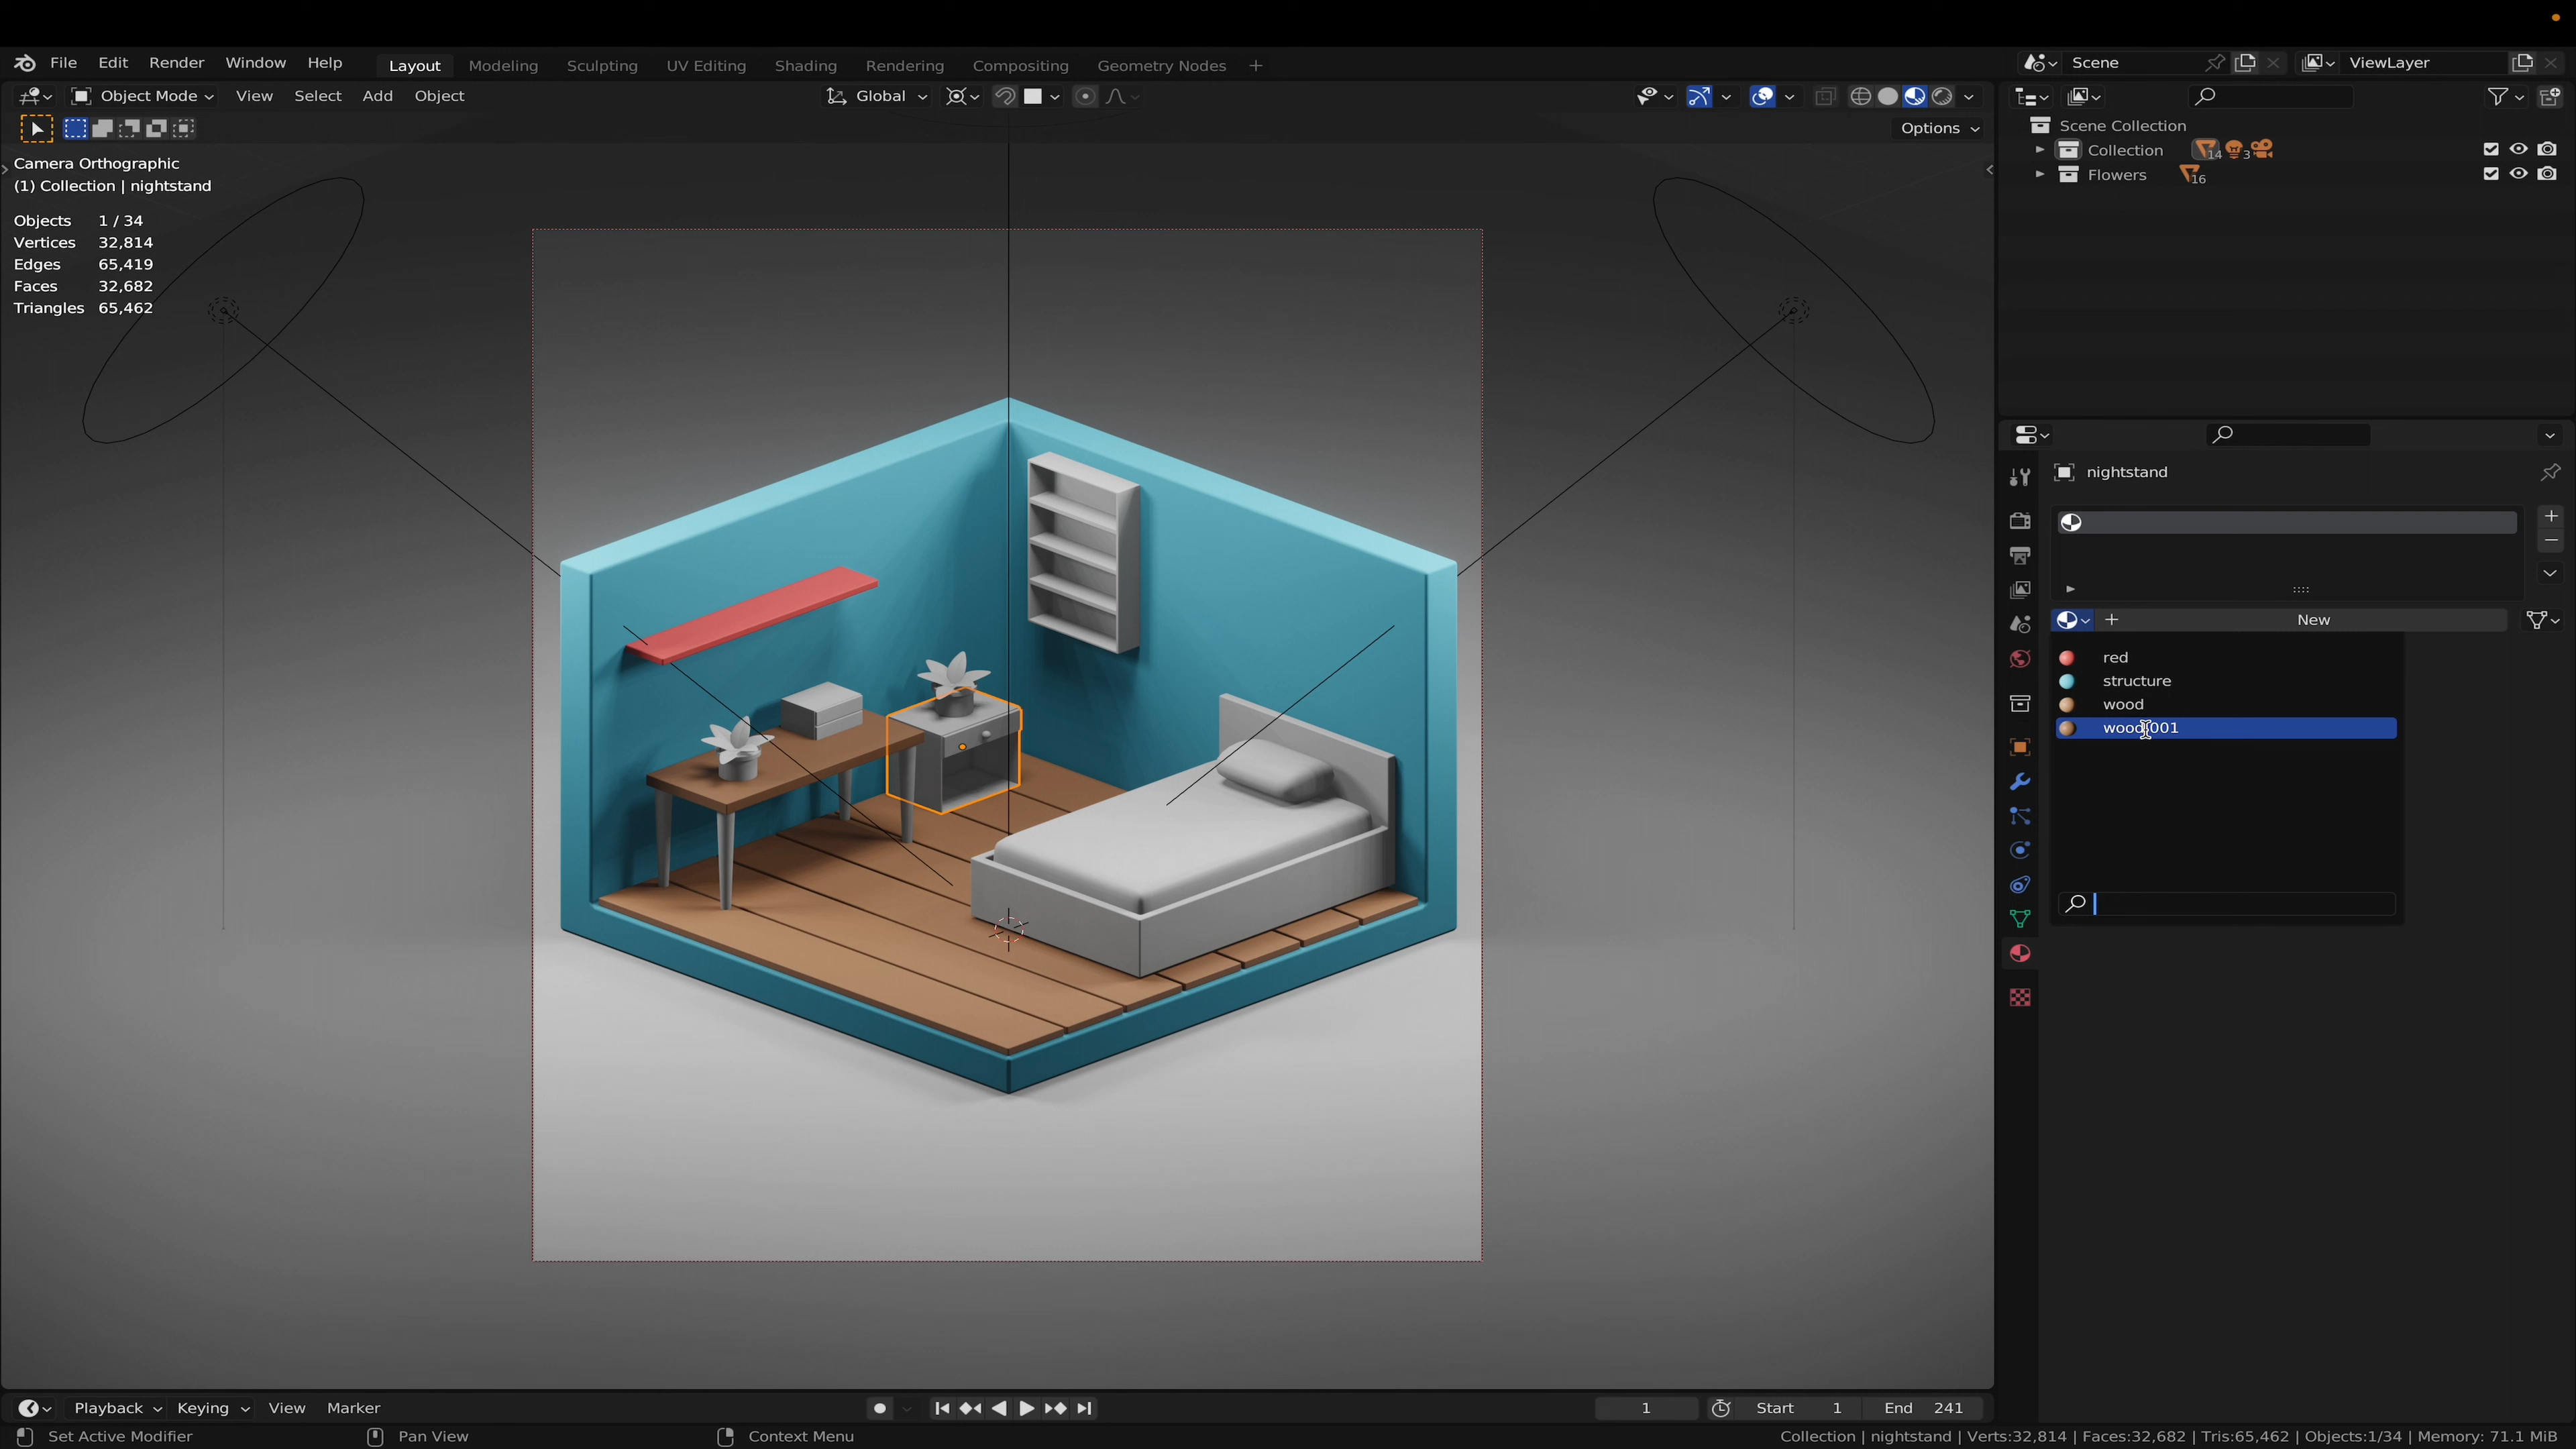 File Edit Render Window Help Layout Modeling Sculpting UV Editing Shading Rendering Compositing Geometry Nodes + Scene ViewLayer
Object Mode View Select Add Object Global
Options
Camera Orthographic
(1) Collection | nightstand
Objects 1 / 34
Vertices 32,814
Edges 65,419
Faces 32,682
Triangles 65,462
Scene Collection
Collection 14 3
Flowers 16
nightstand
New
red
structure
wood
wood.001
Playback Keying View Marker 1 Start 1 End 241
Set Active Modifier Pan View Context Menu Collection | nightstand | Verts:32,814 | Faces:32,682 | Tris:65,462 | Objects:1/34 | Memory: 71.1 MiB